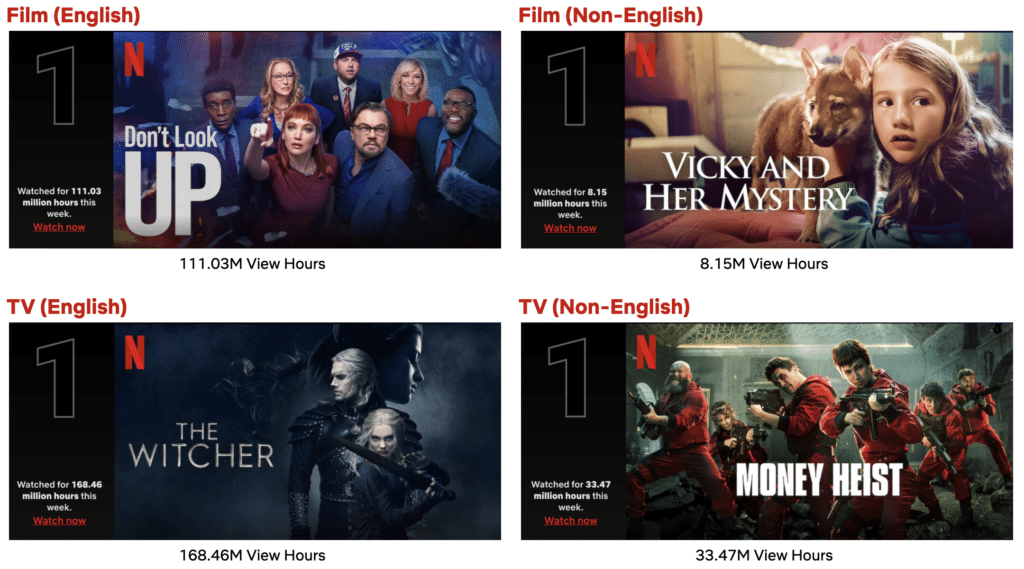 Film (English)
1
N
Watched for 111.03
million hours this
week.
Watch now
Don't Look
UP
111.03M View Hours
Film (Non-English)
1
N
Watched for 8.15
million hours this
week.
Watch now
VICKY AND
HER MYSTERY
8.15M View Hours
TV (English)
1
N
Watched for 168.46
million hours this
week.
Watch now
THE
WITCHER
168.46M View Hours
TV (Non-English)
1
N
Watched for 33.47
million hours this
week.
Watch now
MONEY HEIST
33.47M View Hours